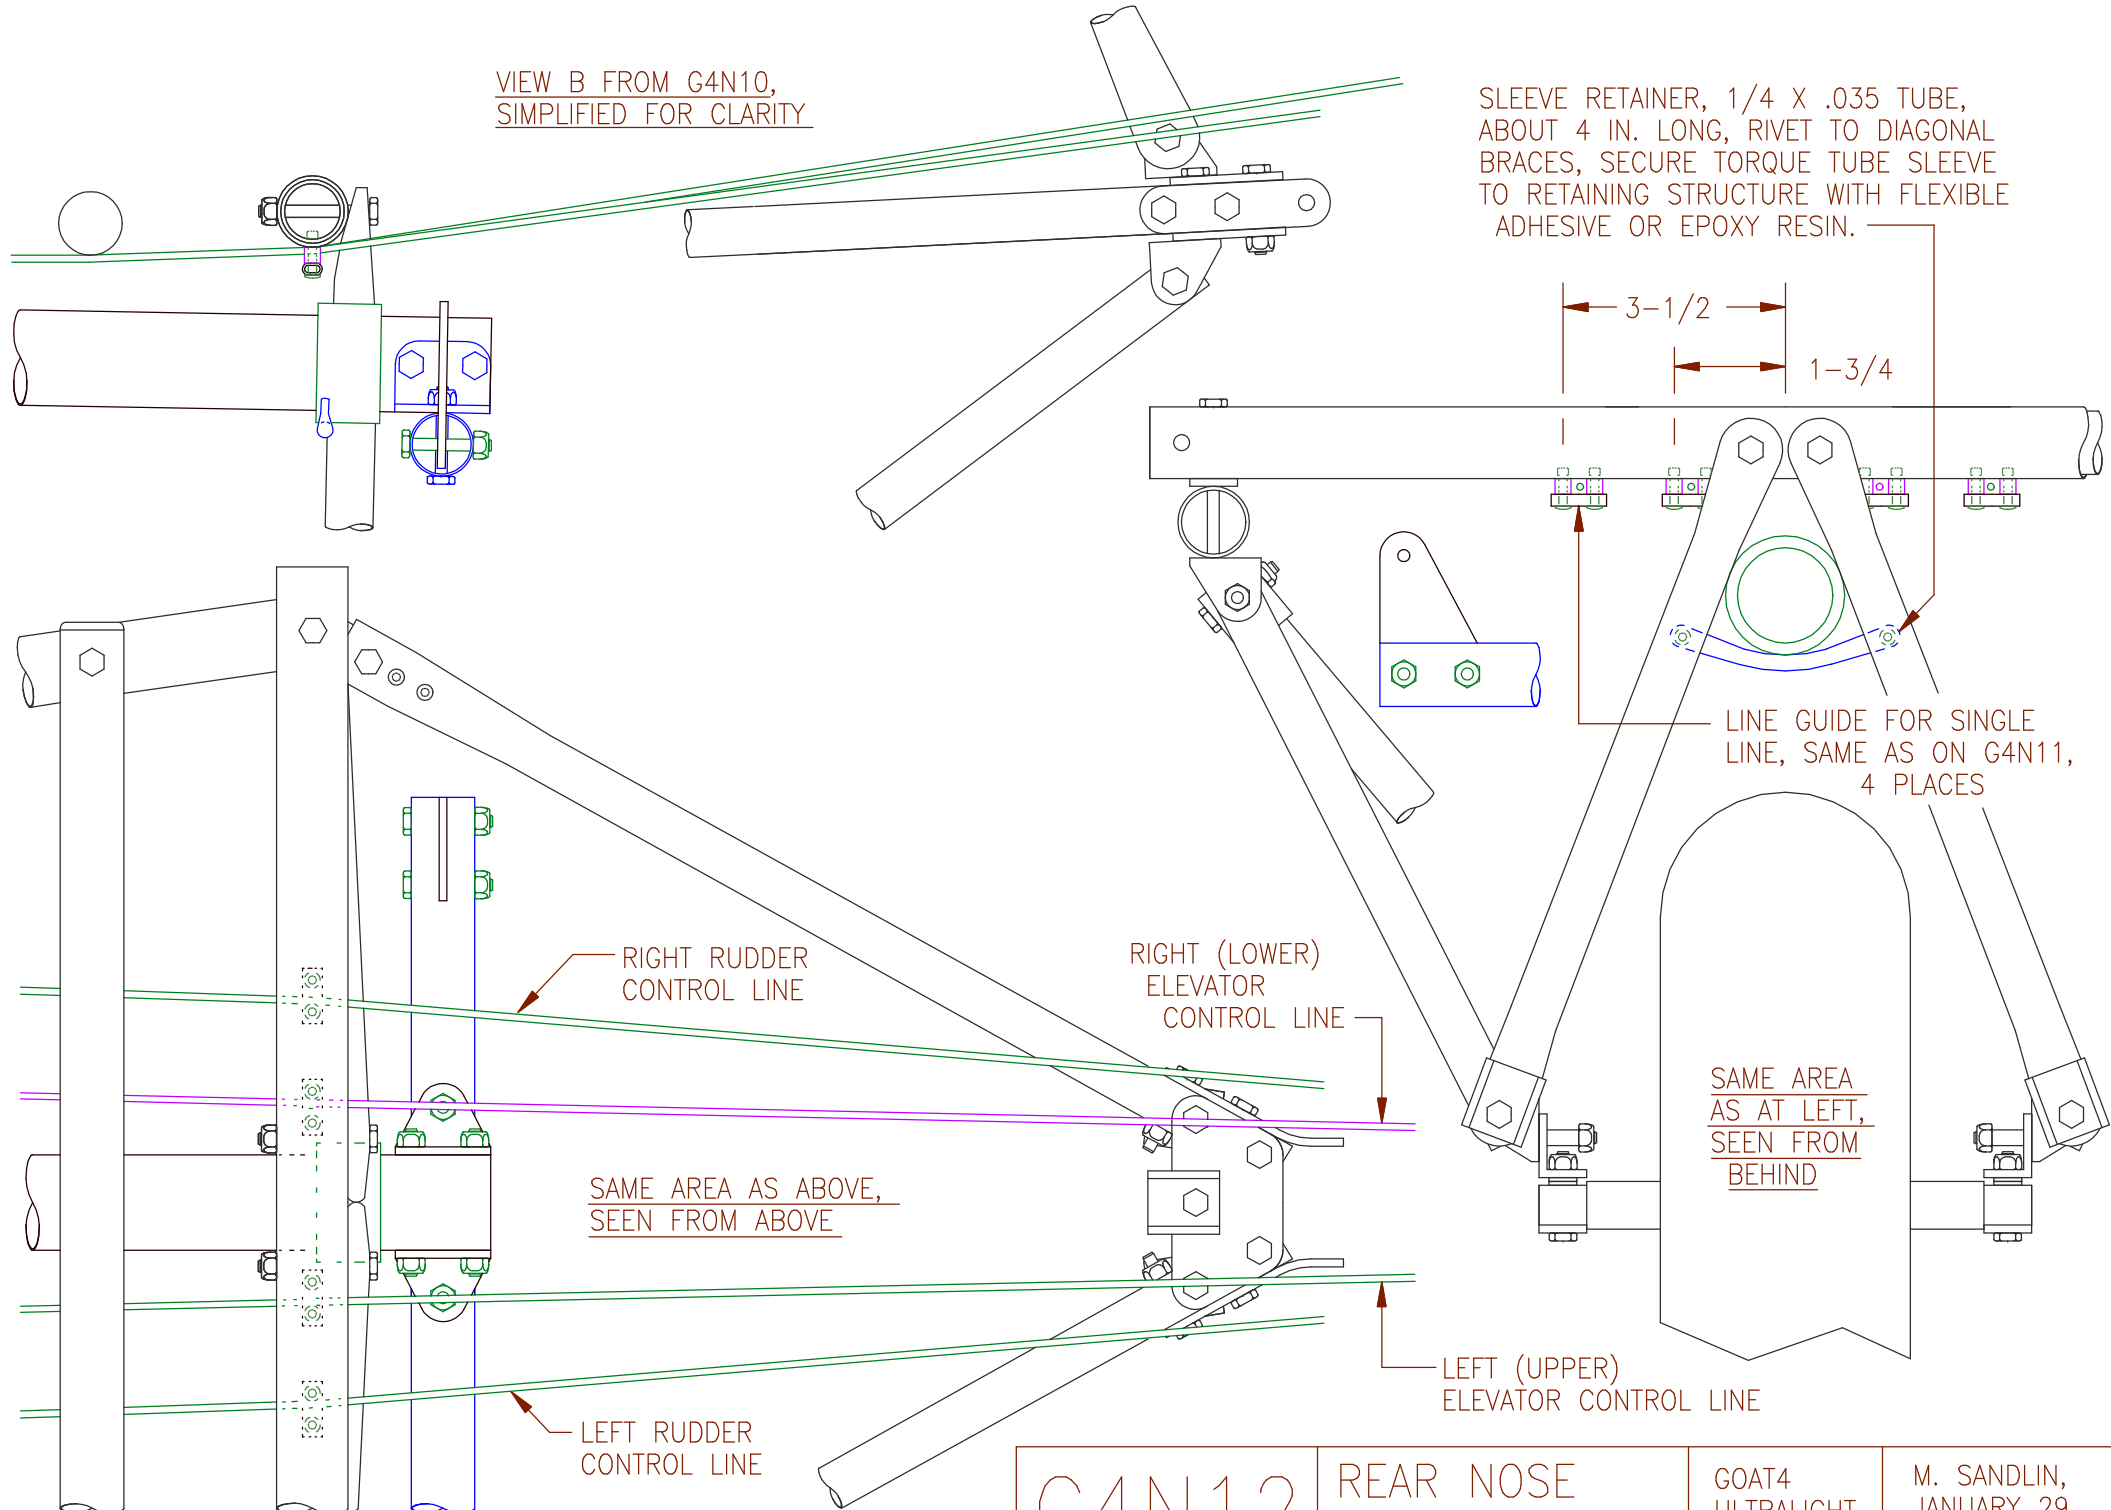 VIEW B FROM G4N10,
SIMPLIFIED FOR CLARITY
SLEEVE RETAINER, 1/4 X .035 TUBE,
ABOUT 4 IN. LONG, RIVET TO DIAGONAL
BRACES, SECURE TORQUE TUBE SLEEVE
TO RETAINING STRUCTURE WITH FLEXIBLE
ADHESIVE OR EPOXY RESIN.
3-1/2
1-3/4
LINE GUIDE FOR SINGLE
LINE, SAME AS ON G4N11,
4 PLACES
RIGHT RUDDER
CONTROL LINE
RIGHT (LOWER)
ELEVATOR
CONTROL LINE
SAME AREA
AS AT LEFT,
SEEN FROM
BEHIND
SAME AREA AS ABOVE,
SEEN FROM ABOVE
LEFT (UPPER)
ELEVATOR CONTROL LINE
LEFT RUDDER
CONTROL LINE
G4N12
REAR NOSE
GOAT4
ULTRALIGHT
M. SANDLIN,
JANUARY 29